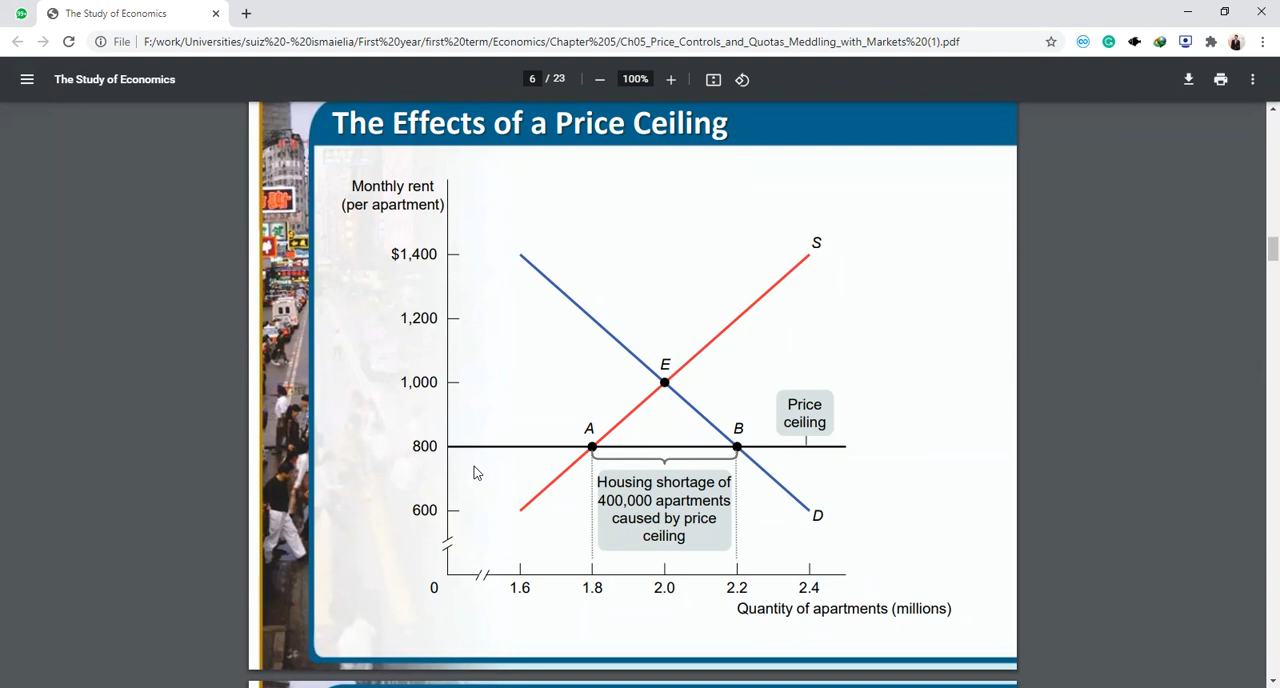 99+
The Study of Economics
File
F:/work/Universities/suiz%20-%20ismaielia/First%20year/first%20term/Economics/Chapter%205/Ch05_Price_Controls_and_Quotas_Meddling_with_Markets%20(1).pdf
The Study of Economics
6 / 23
100%
The Effects of a Price Ceiling
Monthly rent
(per apartment)
$1,400
1,200
1,000
800
600
0
S
E
A
B
D
Price
ceiling
Housing shortage of
400,000 apartments
caused by price
ceiling
1.6 1.8 2.0 2.2 2.4
Quantity of apartments (millions)